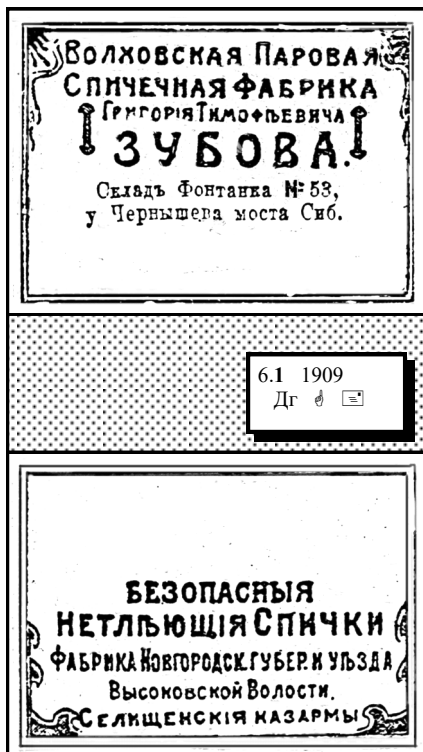 ВОЛХОВСКАЯ ПАРОВАЯ
СПИЧЕЧНАЯ ФАБРИКА
ГРИГОРІЯ ТИМОФѢЕВИЧА
ЗУБОВА.
Складъ Фонтанка № 53,
у Чернышева моста Спб.
6.1 1909
Дг
БЕЗОПАСНЫЯ
НЕТЛѢЮЩІЯ СПИЧКИ
ФАБРИКА НОВГОРОДСК. ГУБЕР. И УѢЗДА
ВЫСОКОВСКОЙ ВОЛОСТИ.
СЕЛИЩЕНСКІЯ КАЗАРМЫ